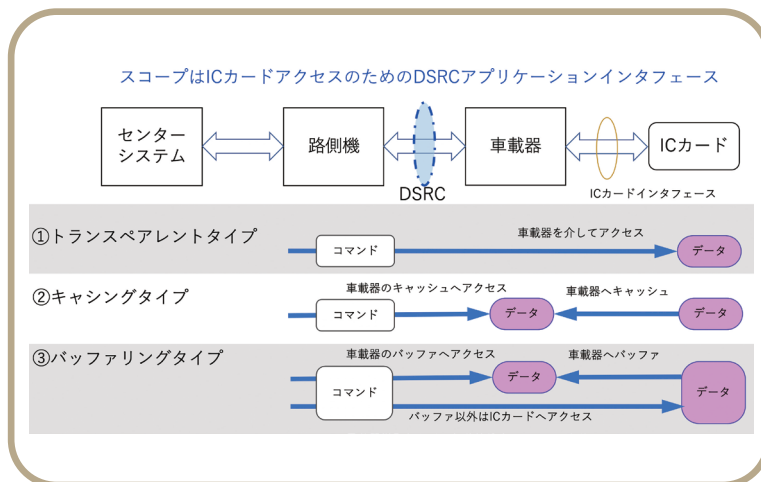 スコープはICカードアクセスのためのDSRCアプリケーションインタフェース
センター
システム
路側機
車載器
ICカード
DSRC
ICカードインタフェース
①トランスペアレントタイプ
コマンド
車載器を介してアクセス
データ
②キャシングタイプ
車載器のキャッシュへアクセス
車載器へキャッシュ
コマンド
データ
データ
③バッファリングタイプ
車載器のバッファへアクセス
車載器へバッファ
コマンド
データ
データ
バッファ以外はICカードへアクセス